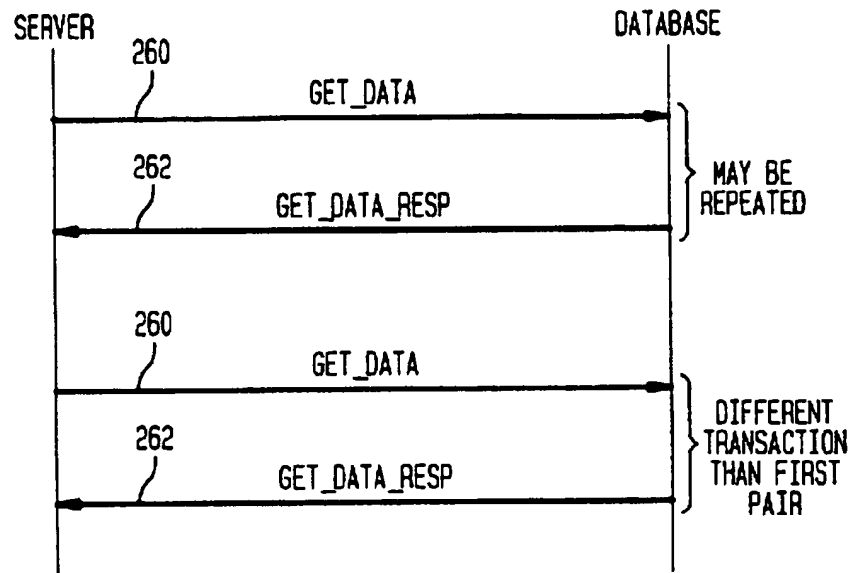 SERVER
DATABASE
260
GET_DATA
262
GET_DATA_RESP
MAY BE
REPEATED
260
GET_DATA
262
GET_DATA_RESP
DIFFERENT
TRANSACTION
THAN FIRST
PAIR